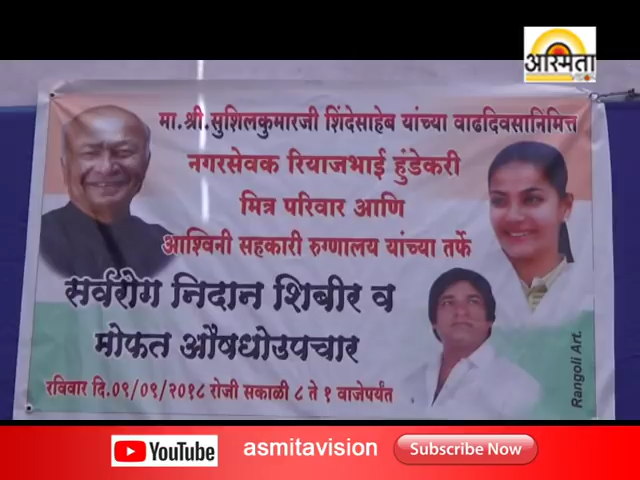 अस्मिता
मा.श्री.सुशिलकुमारजी शिंदेसाहेब यांच्या वाढदिवसानिमित्त
नगरसेवक रियाजभाई हुंडेकरी
मित्र परिवार आणि
आश्विनी सहकारी रुग्णालय यांच्या तर्फे
सर्वरोग निदान शिबीर व
मोफत औषधोउपचार
रविवार दि.०९/०९/२०१८ रोजी सकाळी ८ ते १ वाजेपर्यंत
Rangoli Art.
YouTube
asmitavision
Subscribe Now